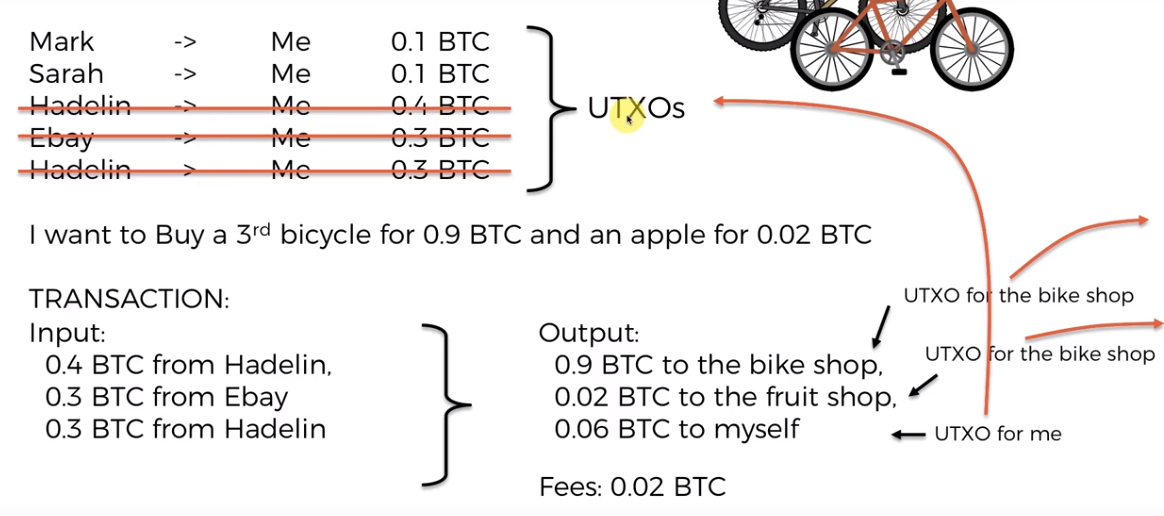 Mark -> Me 0.1 BTC
Sarah -> Me 0.1 BTC
Hadelin -> Me 0.4 BTC
Ebay -> Me 0.3 BTC
Hadelin > Me 0.3 BTC
UTXOs
I want to Buy a 3rd bicycle for 0.9 BTC and an apple for 0.02 BTC
TRANSACTION:
Input:
0.4 BTC from Hadelin,
0.3 BTC from Ebay
0.3 BTC from Hadelin
Output:
0.9 BTC to the bike shop,
0.02 BTC to the fruit shop,
0.06 BTC to myself
Fees: 0.02 BTC
UTXO for the bike shop
UTXO for the bike shop
UTXO for me